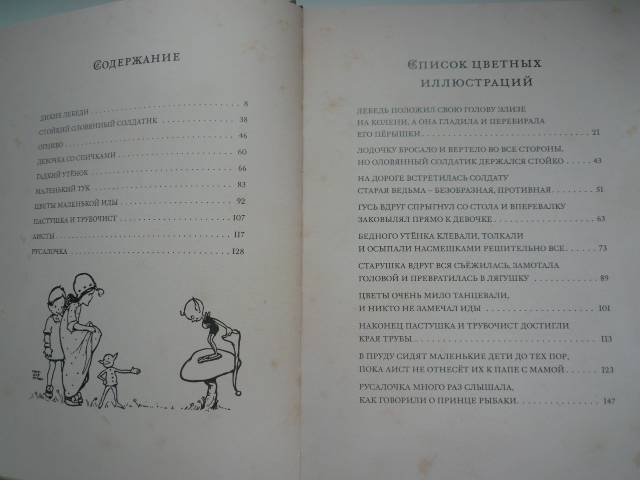 Содержание
Дикие лебеди 8
Стойкий оловянный солдатик 38
Огниво 46
Девочка со спичками 60
Гадкий утёнок 66
Маленький Тук 83
Цветы маленькой Иды 92
Пастушка и трубочист 107
Аисты 117
Русалочка 128
Список цветных
иллюстраций
Лебедь положил свою голову Элизе
на колени, а она гладила и перебирала
его пёрышки 21
Лодочку бросало и вертело во все стороны,
но оловянный солдатик держался стойко 43
На дороге встретилась солдату
старая ведьма – безобразная, противная 51
Гусь вдруг спрыгнул со стола и вперевалку
заковылял прямо к девочке 63
Бедного утёнка клевали, толкали
и осыпали насмешками решительно все 73
Старушка вдруг вся съёжилась, замотала
головой и превратилась в лягушку 89
Цветы очень мило танцевали,
и никто не замечал Иды 101
Наконец пастушка и трубочист достигли
края трубы 113
В пруду сидят маленькие дети до тех пор,
пока аист не отнесёт их к папе с мамой 123
Русалочка много раз слышала,
как говорили о принце рыбаки 147